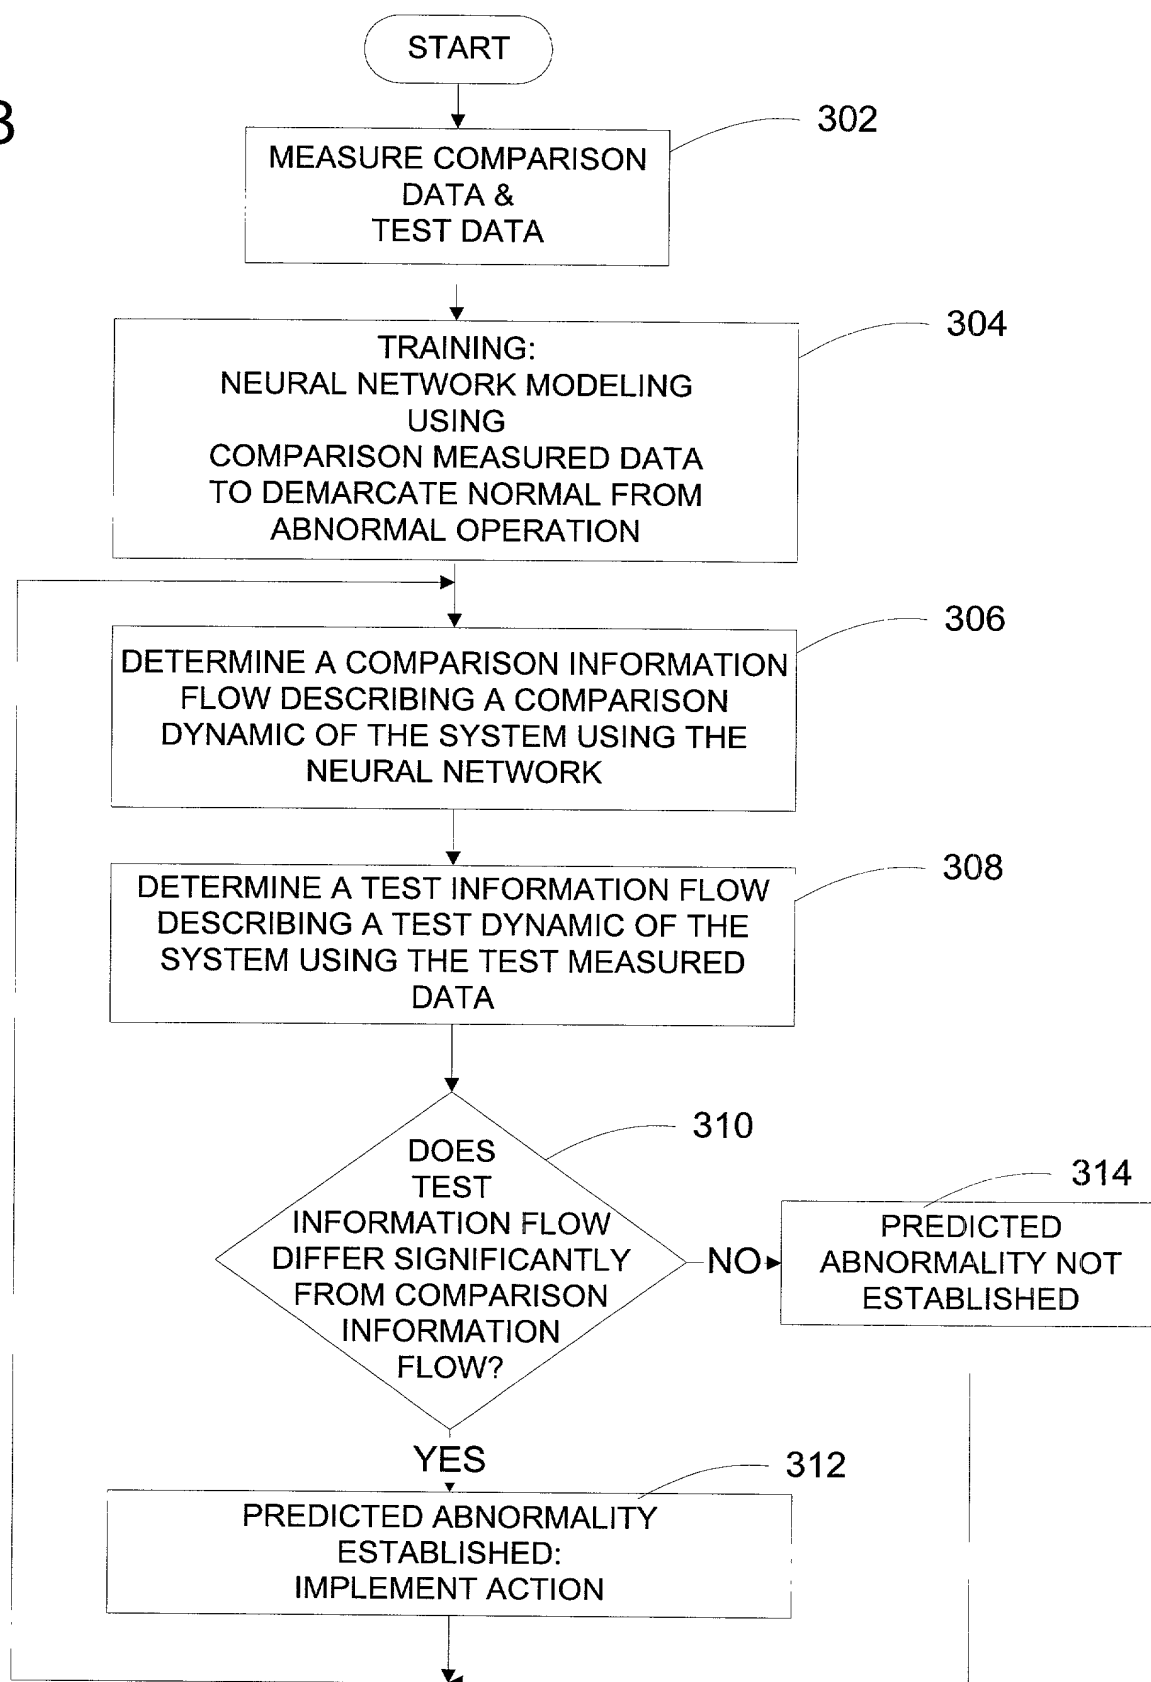 START
3
302
MEASURE COMPARISON
DATA &
TEST DATA
304
TRAINING:
NEURAL NETWORK MODELING
USING
COMPARISON MEASURED DATA
TO DEMARCATE NORMAL FROM
ABNORMAL OPERATION
306
DETERMINE A COMPARISON INFORMATION
FLOW DESCRIBING A COMPARISON
DYNAMIC OF THE SYSTEM USING THE
NEURAL NETWORK
308
DETERMINE A TEST INFORMATION FLOW
DESCRIBING A TEST DYNAMIC OF THE
SYSTEM USING THE TEST MEASURED
DATA
310
DOES
TEST
INFORMATION FLOW
DIFFER SIGNIFICANTLY
FROM COMPARISON
INFORMATION
FLOW?
NO
314
PREDICTED
ABNORMALITY NOT
ESTABLISHED
YES
312
PREDICTED ABNORMALITY
ESTABLISHED:
IMPLEMENT ACTION